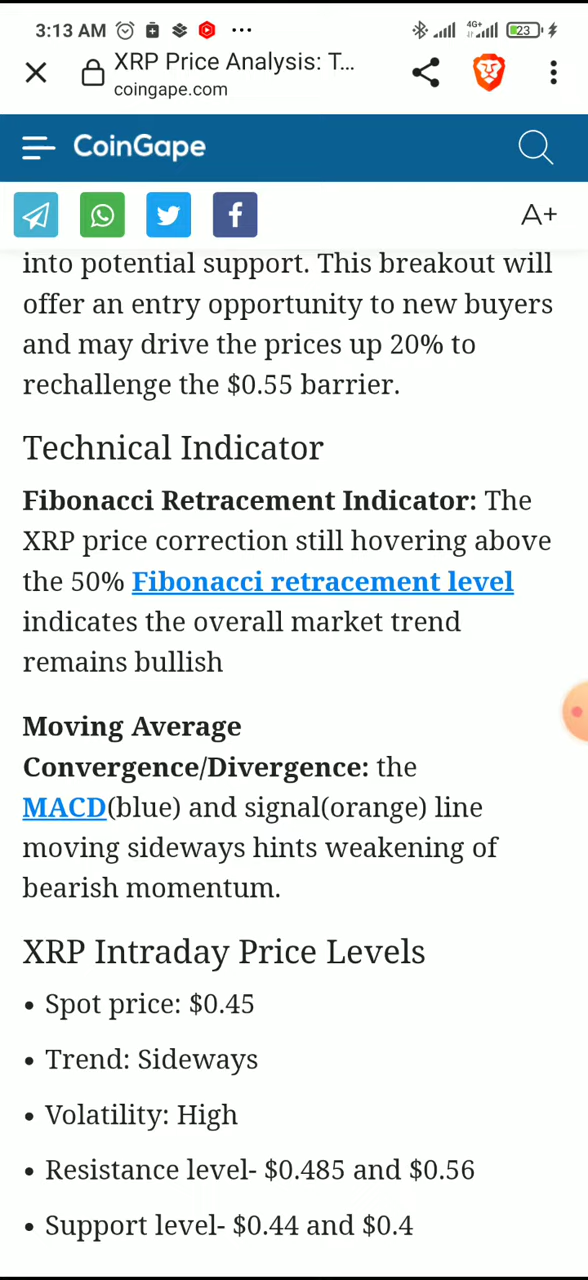 3:13 AM
4G+
23
XRP Price Analysis: T...
coingape.com
CoinGape
A+
into potential support. This breakout will
offer an entry opportunity to new buyers
and may drive the prices up 20% to
rechallenge the $0.55 barrier.
Technical Indicator
Fibonacci Retracement Indicator: The
XRP price correction still hovering above
the 50% Fibonacci retracement level
indicates the overall market trend
remains bullish
Moving Average
Convergence/Divergence: the
MACD(blue) and signal(orange) line
moving sideways hints weakening of
bearish momentum.
XRP Intraday Price Levels
• Spot price: $0.45
• Trend: Sideways
• Volatility: High
• Resistance level- $0.485 and $0.56
• Support level- $0.44 and $0.4